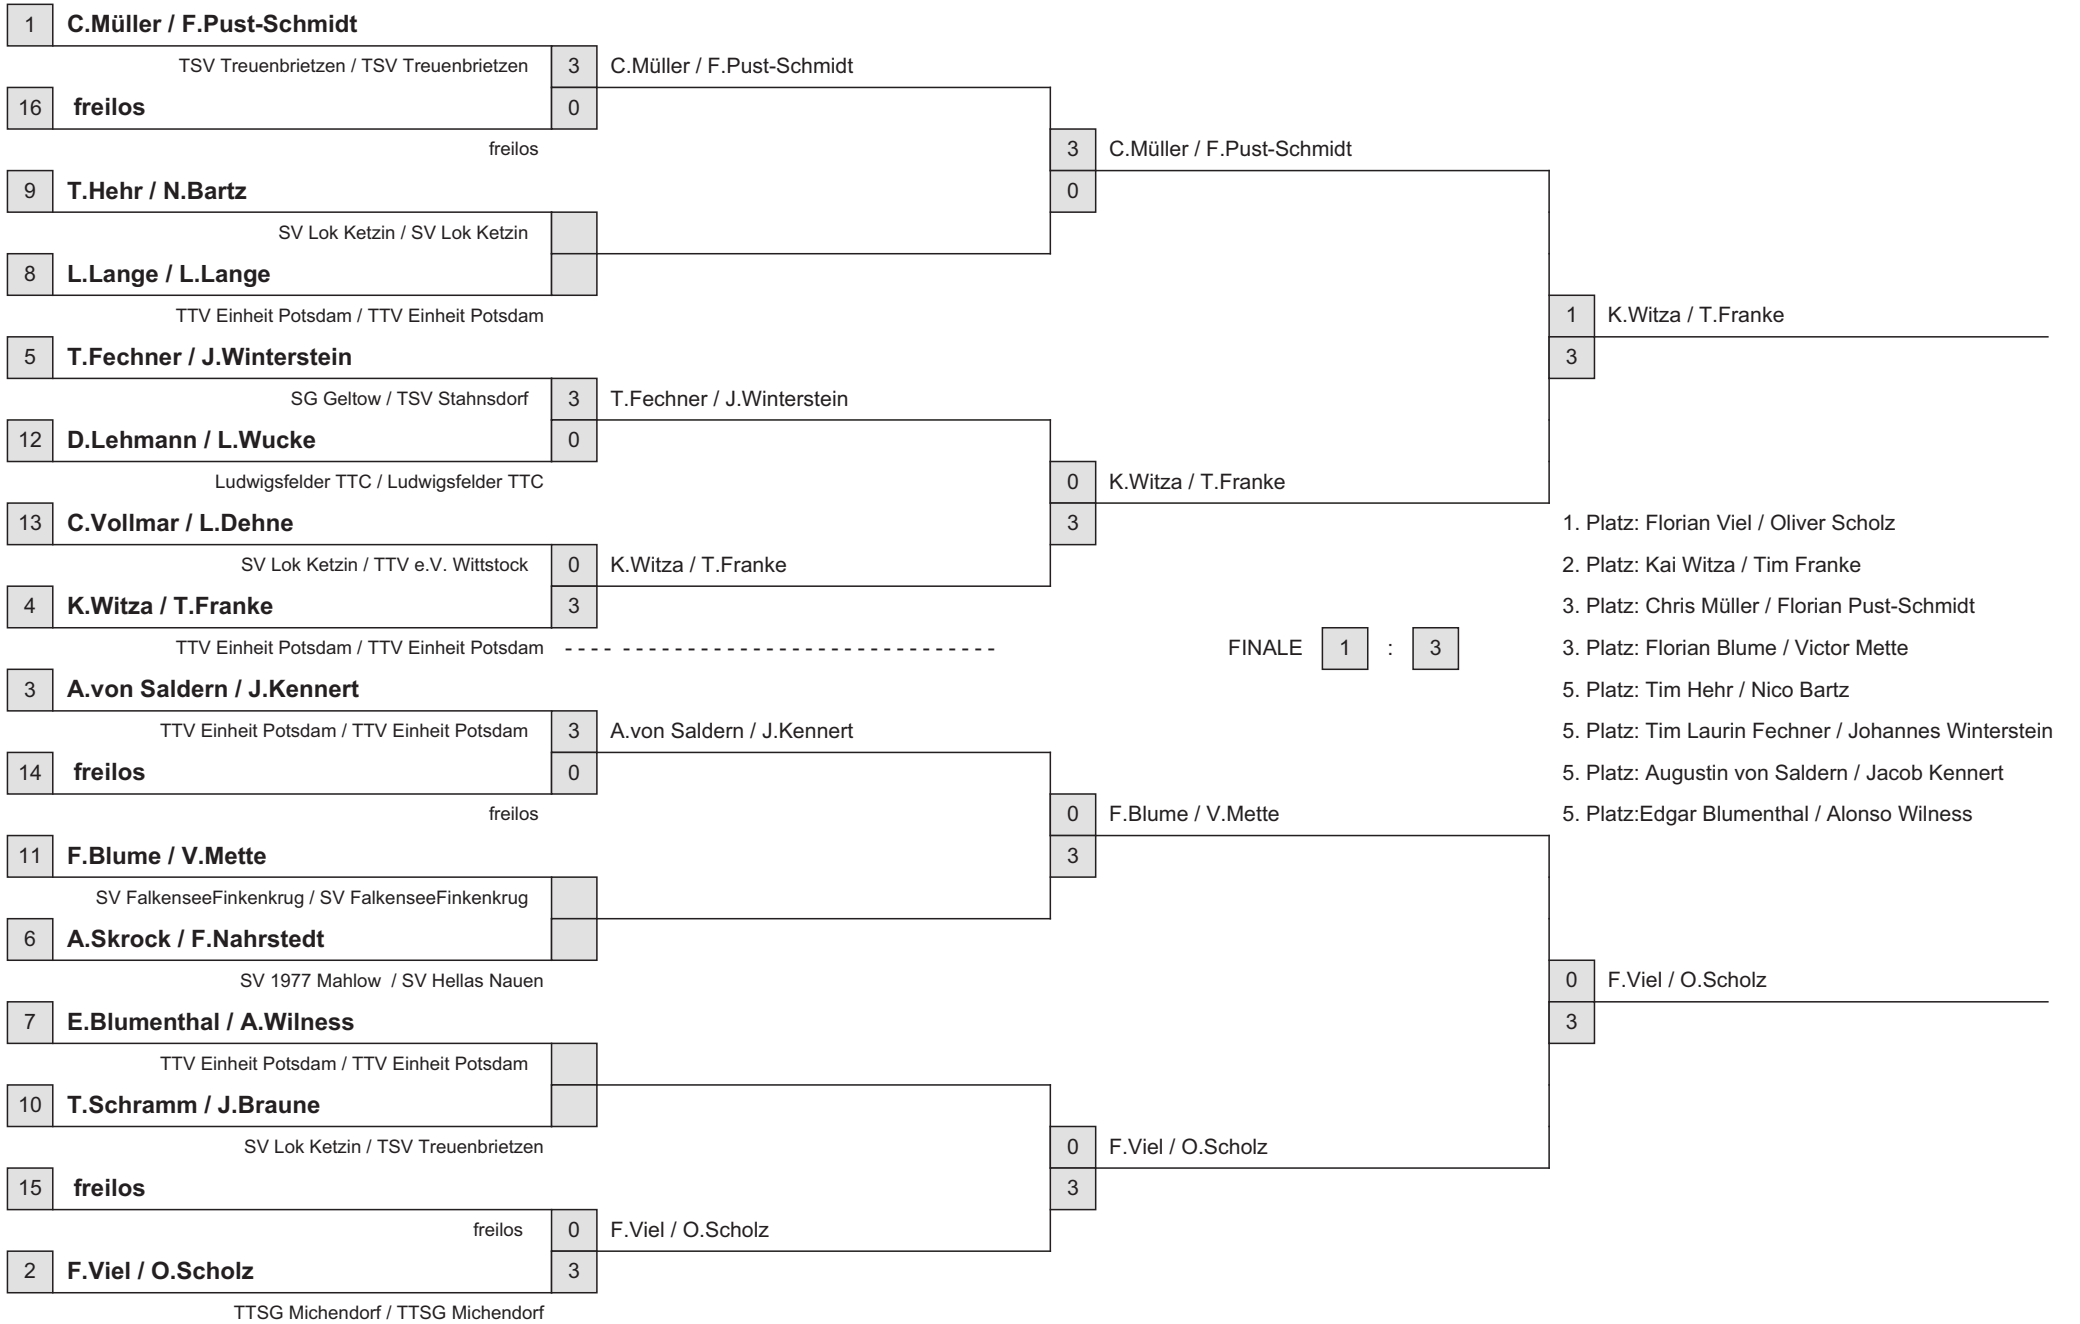 1 C.Müller / F.Pust-Schmidt
TSV Treuenbrietzen / TSV Treuenbrietzen 3 C.Müller / F.Pust-Schmidt
16 freilos 0
freilos 3 C.Müller / F.Pust-Schmidt
9 T.Hehr / N.Bartz 0
SV Lok Ketzin / SV Lok Ketzin
8 L.Lange / L.Lange
TTV Einheit Potsdam / TTV Einheit Potsdam 1 K.Witza / T.Franke
5 T.Fechner / J.Winterstein 3
SG Geltow / TSV Stahnsdorf 3 T.Fechner / J.Winterstein
12 D.Lehmann / L.Wucke 0
Ludwigsfelder TTC / Ludwigsfelder TTC 0 K.Witza / T.Franke
13 C.Vollmar / L.Dehne 3 1. Platz: Florian Viel / Oliver Scholz
SV Lok Ketzin / TTV e.V. Wittstock 0 K.Witza / T.Franke 2. Platz: Kai Witza / Tim Franke
4 K.Witza / T.Franke 3 3. Platz: Chris Müller / Florian Pust-Schmidt
TTV Einheit Potsdam / TTV Einheit Potsdam - - - - - - - - - - - - - - - - - - - - - - - - - - - - - - - - - FINALE 1 : 3 3. Platz: Florian Blume / Victor Mette
3 A.von Saldern / J.Kennert 5. Platz: Tim Hehr / Nico Bartz
TTV Einheit Potsdam / TTV Einheit Potsdam 3 A.von Saldern / J.Kennert 5. Platz: Tim Laurin Fechner / Johannes Winterstein
14 freilos 0 5. Platz: Augustin von Saldern / Jacob Kennert
freilos 0 F.Blume / V.Mette 5. Platz:Edgar Blumenthal / Alonso Wilness
11 F.Blume / V.Mette 3
SV FalkenseeFinkenkrug / SV FalkenseeFinkenkrug
6 A.Skrock / F.Nahrstedt
SV 1977 Mahlow / SV Hellas Nauen 0 F.Viel / O.Scholz
7 E.Blumenthal / A.Wilness 3
TTV Einheit Potsdam / TTV Einheit Potsdam
10 T.Schramm / J.Braune
SV Lok Ketzin / TSV Treuenbrietzen 0 F.Viel / O.Scholz
15 freilos 3
freilos 0 F.Viel / O.Scholz
2 F.Viel / O.Scholz 3
TTSG Michendorf / TTSG Michendorf